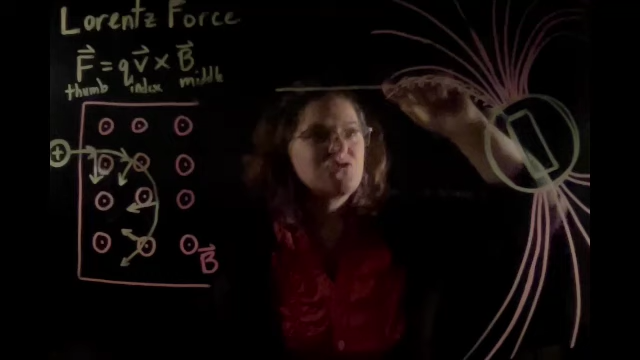 Lorentz Force
F⃗ = qv⃗ × B⃗
thumb index middle
+
B⃗